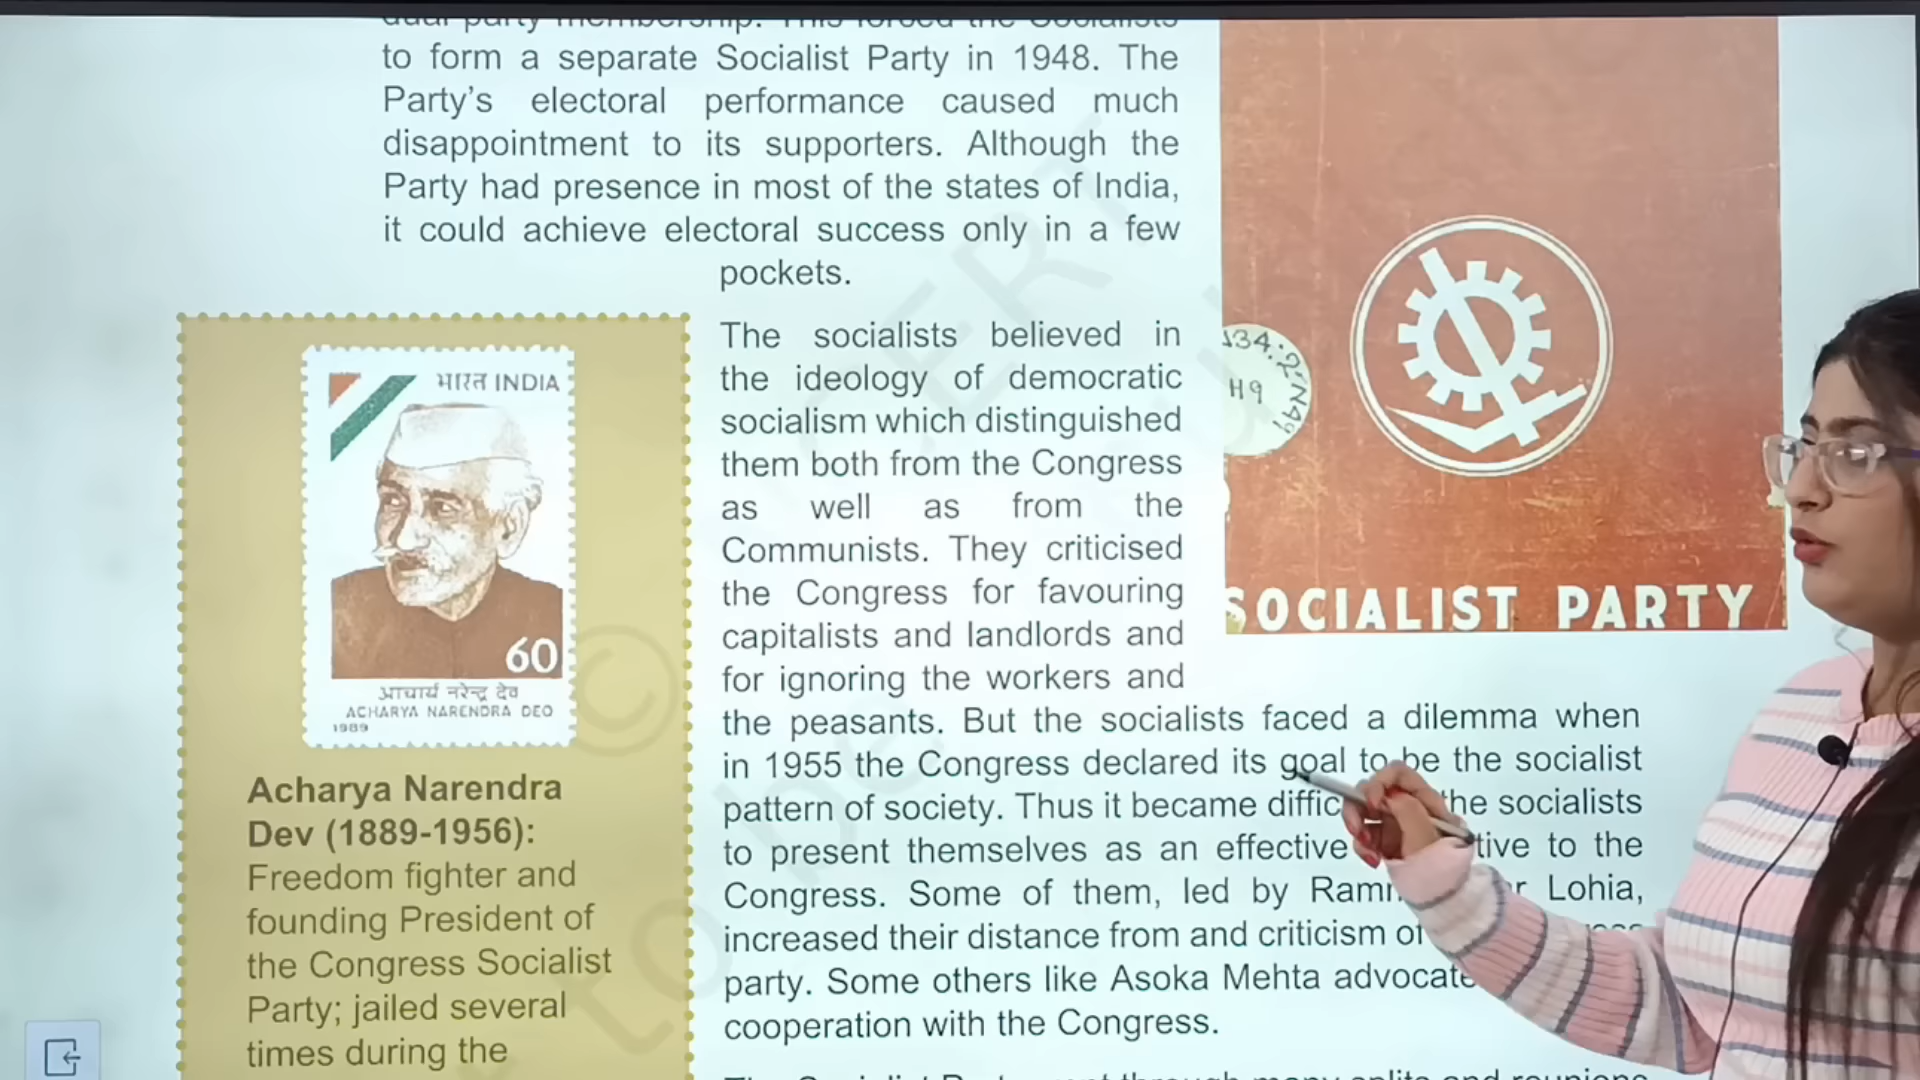 dual party membership. This forced the Socialists
to form a separate Socialist Party in 1948. The
Party’s electoral performance caused much
disappointment to its supporters. Although the
Party had presence in most of the states of India,
it could achieve electoral success only in a few
pockets.
The socialists believed in
the ideology of democratic
socialism which distinguished
them both from the Congress
as well as from the
Communists. They criticised
the Congress for favouring
capitalists and landlords and
for ignoring the workers and
the peasants. But the socialists faced a dilemma when
in 1955 the Congress declared its goal to be the socialist
pattern of society. Thus it became the socialists
to present themselves as an effective to the
Congress. Some of them, led by Lohia,
increased their distance from and criticism of
party. Some others like Asoka Mehta
cooperation with the Congress.
भारत INDIA
60
आचार्य नरेन्द्र देव
ACHARYA NARENDRA DEO
1989
Acharya Narendra
Dev (1889-1956):
Freedom fighter and
founding President of
the Congress Socialist
Party; jailed several
times during the
H9
SOCIALIST PARTY